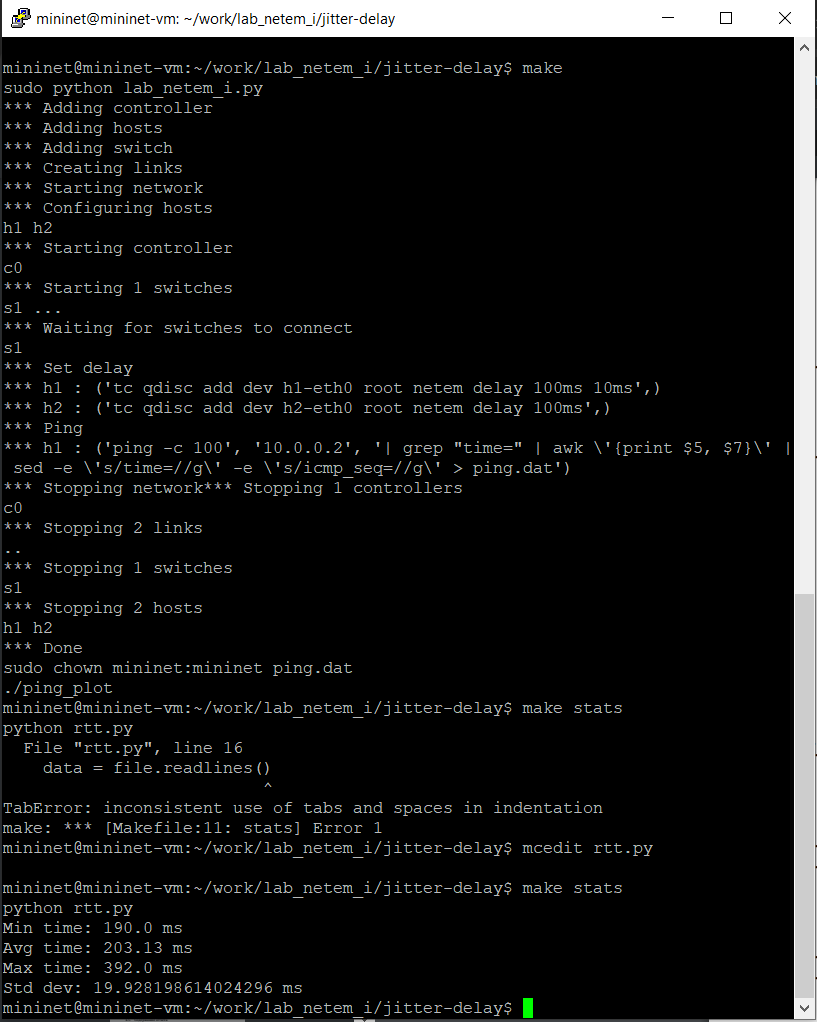 mininet@mininet-vm: ~/work/lab_netem_i/jitter-delay
mininet@mininet-vm:~/work/lab_netem_i/jitter-delay$ make
sudo python lab_netem_i.py
*** Adding controller
*** Adding hosts
*** Adding switch
*** Creating links
*** Starting network
*** Configuring hosts
h1 h2
*** Starting controller
c0
*** Starting 1 switches
s1 ...
*** Waiting for switches to connect
s1
*** Set delay
*** h1 : ('tc qdisc add dev h1-eth0 root netem delay 100ms 10ms',)
*** h2 : ('tc qdisc add dev h2-eth0 root netem delay 100ms',)
*** Ping
*** h1 : ('ping -c 100', '10.0.0.2', '| grep "time=" | awk \'{print $5, $7}\' |
 sed -e \'s/time=//g\' -e \'s/icmp_seq=//g\' > ping.dat')
*** Stopping network*** Stopping 1 controllers
c0
*** Stopping 2 links
..
*** Stopping 1 switches
s1
*** Stopping 2 hosts
h1 h2
*** Done
sudo chown mininet:mininet ping.dat
./ping_plot
mininet@mininet-vm:~/work/lab_netem_i/jitter-delay$ make stats
python rtt.py
  File "rtt.py", line 16
    data = file.readlines()
                          ^
TabError: inconsistent use of tabs and spaces in indentation
make: *** [Makefile:11: stats] Error 1
mininet@mininet-vm:~/work/lab_netem_i/jitter-delay$ mcedit rtt.py
mininet@mininet-vm:~/work/lab_netem_i/jitter-delay$ make stats
python rtt.py
Min time: 190.0 ms
Avg time: 203.13 ms
Max time: 392.0 ms
Std dev: 19.928198614024296 ms
mininet@mininet-vm:~/work/lab_netem_i/jitter-delay$